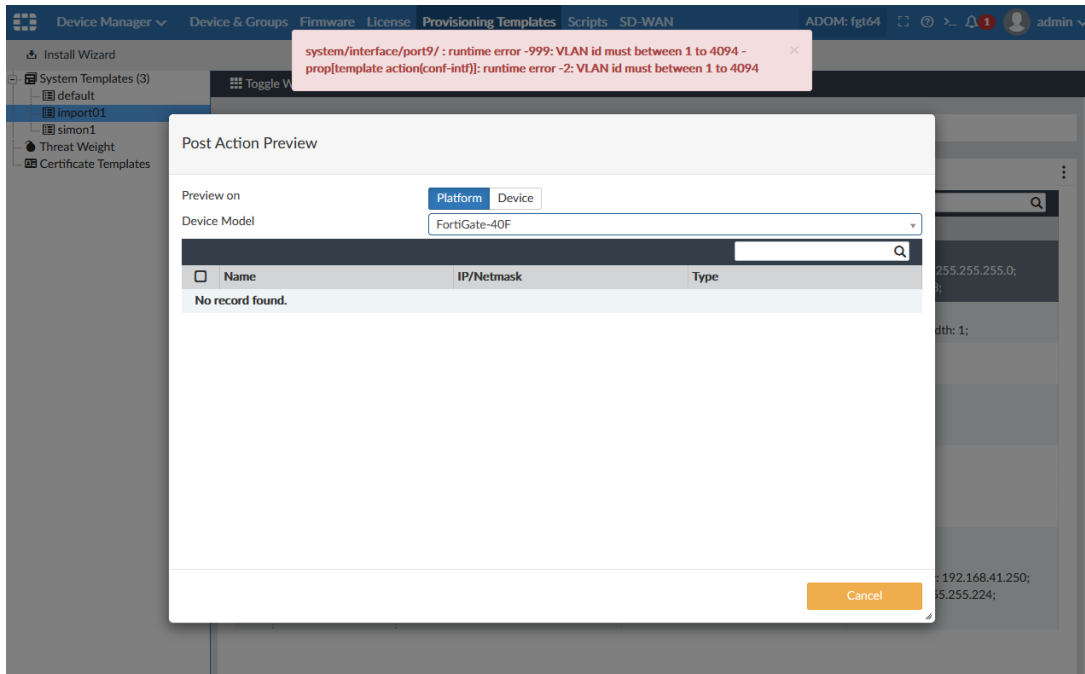 Device Manager Device & Groups Firmware License Provisioning Templates Scripts SD-WAN ADOM: fgt64 1 admin
Install Wizard
system/interface/port9/ : runtime error -999: VLAN id must between 1 to 4094 -
prop[template action(conf-intf)]: runtime error -2: VLAN id must between 1 to 4094
×
System Templates (3)
default
import01
simon1
Threat Weight
Certificate Templates
Toggle W
Post Action Preview
Preview on Platform Device
Device Model FortiGate-40F
Name IP/Netmask Type
No record found.
255.255.255.0;
dth: 1;
: 192.168.41.250;
55.255.224;
Cancel